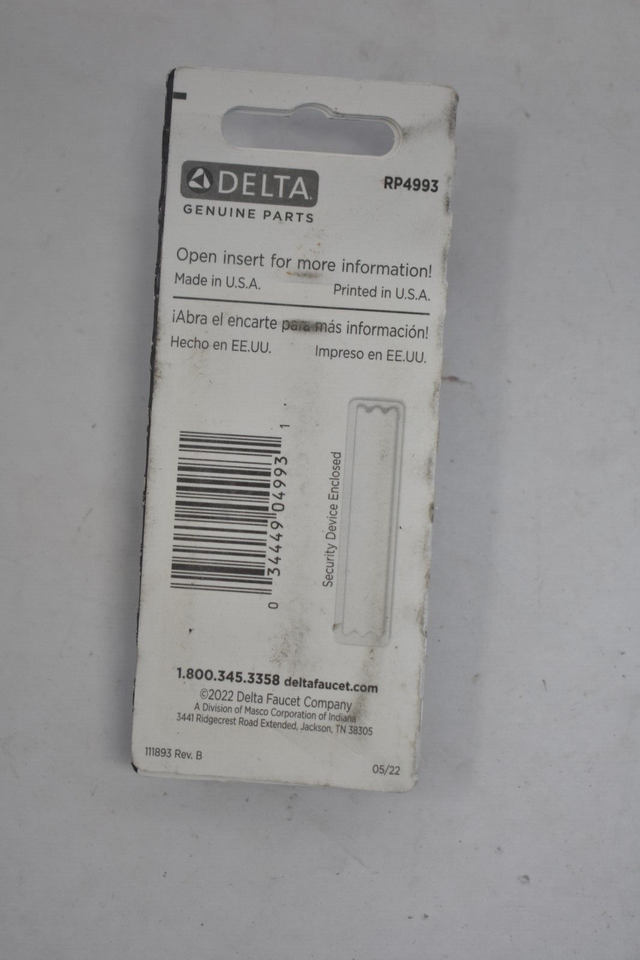 DELTA
RP4993
GENUINE PARTS
Open insert for more information!
Made in U.S.A. Printed in U.S.A.
¡Abra el encarte para más información!
Hecho en EE.UU. Impreso en EE.UU.
0 34449 04993 1
Security Device Enclosed
1.800.345.3358 deltafaucet.com
©2022 Delta Faucet Company
A Division of Masco Corporation of Indiana
3441 Ridgecrest Road Extended, Jackson, TN 38305
111893 Rev. B 05/22